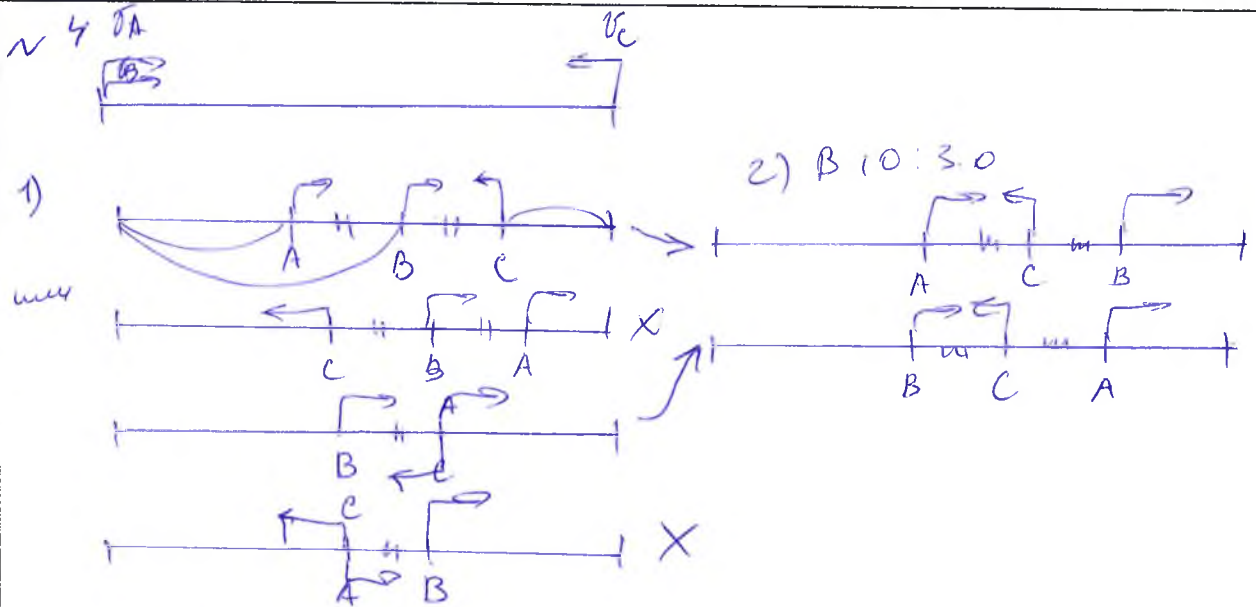 N 4 VA
VC
B
1)
A B C
или
C B A X
B A C
C A B X
2) В 10:30
A C B
B C A